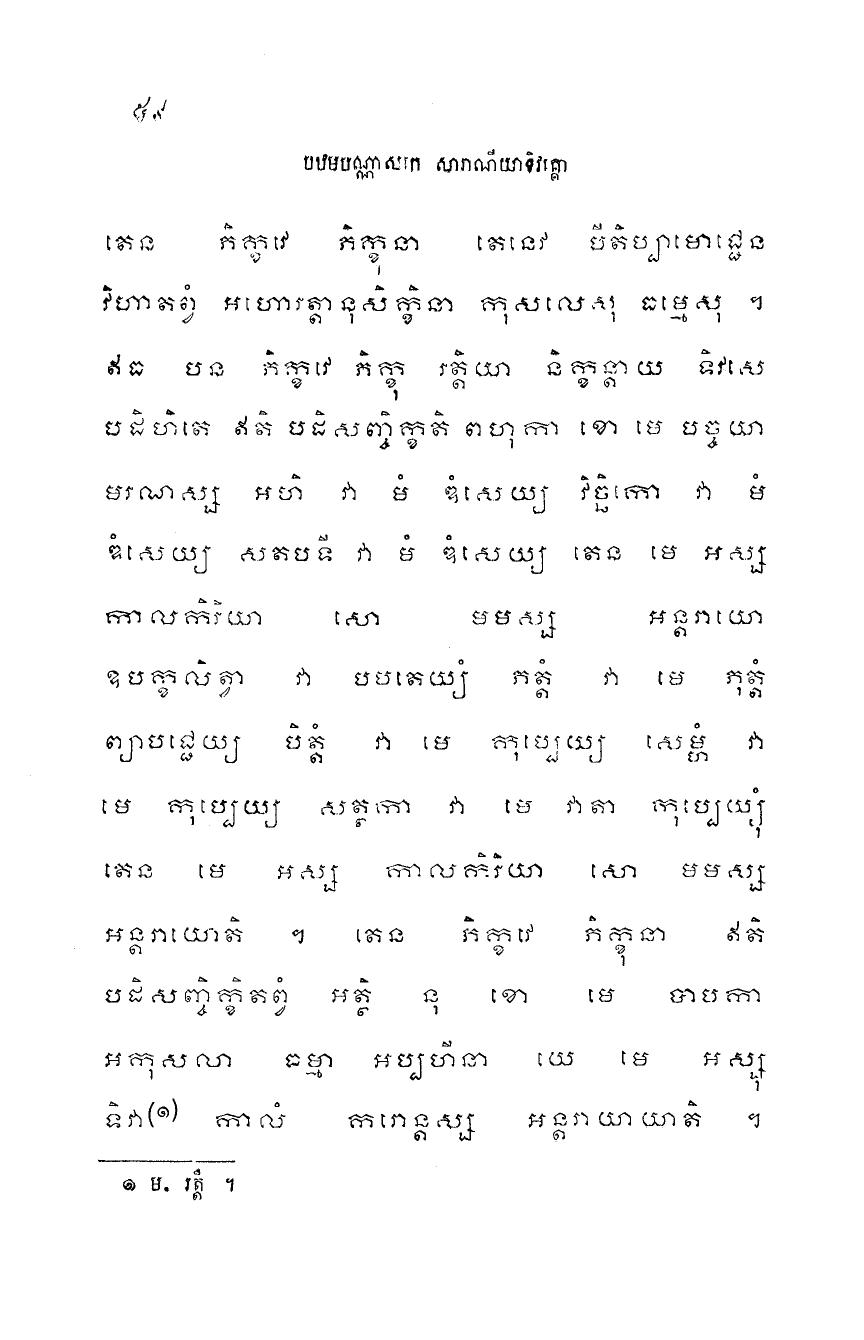 ៥៩
បឋមបណ្ណាសកេ សារាណីយាទិវគ្គោ
តេន ភិក្ខវេ ភិក្ខុនា តេនេវ បីតិប្បាមោជ្ជេន
វិហាតព្វំ អហោរត្តានុសិក្ខិនា កុសលេសុ ធម្មេសុ ។
ឥធ បន ភិក្ខវេ ភិក្ខុ រត្តិយា និក្ខន្តាយ ទិវសេ
បដិហិតេ ឥតិ បដិសញ្ចិក្ខតិ ពហុកា ខោ មេ បច្ចយា
មរណស្ស អហិ វា មំ ឌំសេយ្យ វិច្ឆិកោ វា មំ
ឌំសេយ្យ សតបទី វា មំ ឌំសេយ្យ តេន មេ អស្ស
កាលកិរិយា សោ មមស្ស អន្តរាយោ
ឧបក្ខលិត្វា វា បបតេយ្យំ ភត្តំ វា មេ ភុត្តំ
ព្យាបជ្ជេយ្យ បិត្តំ វា មេ កុប្បេយ្យ សេម្ហំ វា
មេ កុប្បេយ្យ សត្ថកា វា មេ វាតា កុប្បេយ្យុំ
តេន មេ អស្ស កាលកិរិយា សោ មមស្ស
អន្តរាយោតិ ។ តេន ភិក្ខវេ ភិក្ខុនា ឥតិ
បដិសញ្ចិក្ខិតព្វំ អត្ថិ នុ ខោ មេ បាបកា
អកុសលា ធម្មា អប្បហីនា យេ មេ អស្សុ
ទិវា(១) កាលំ ករោន្តស្ស អន្តរាយាយាតិ ។
១ ម. រត្តឹ ។